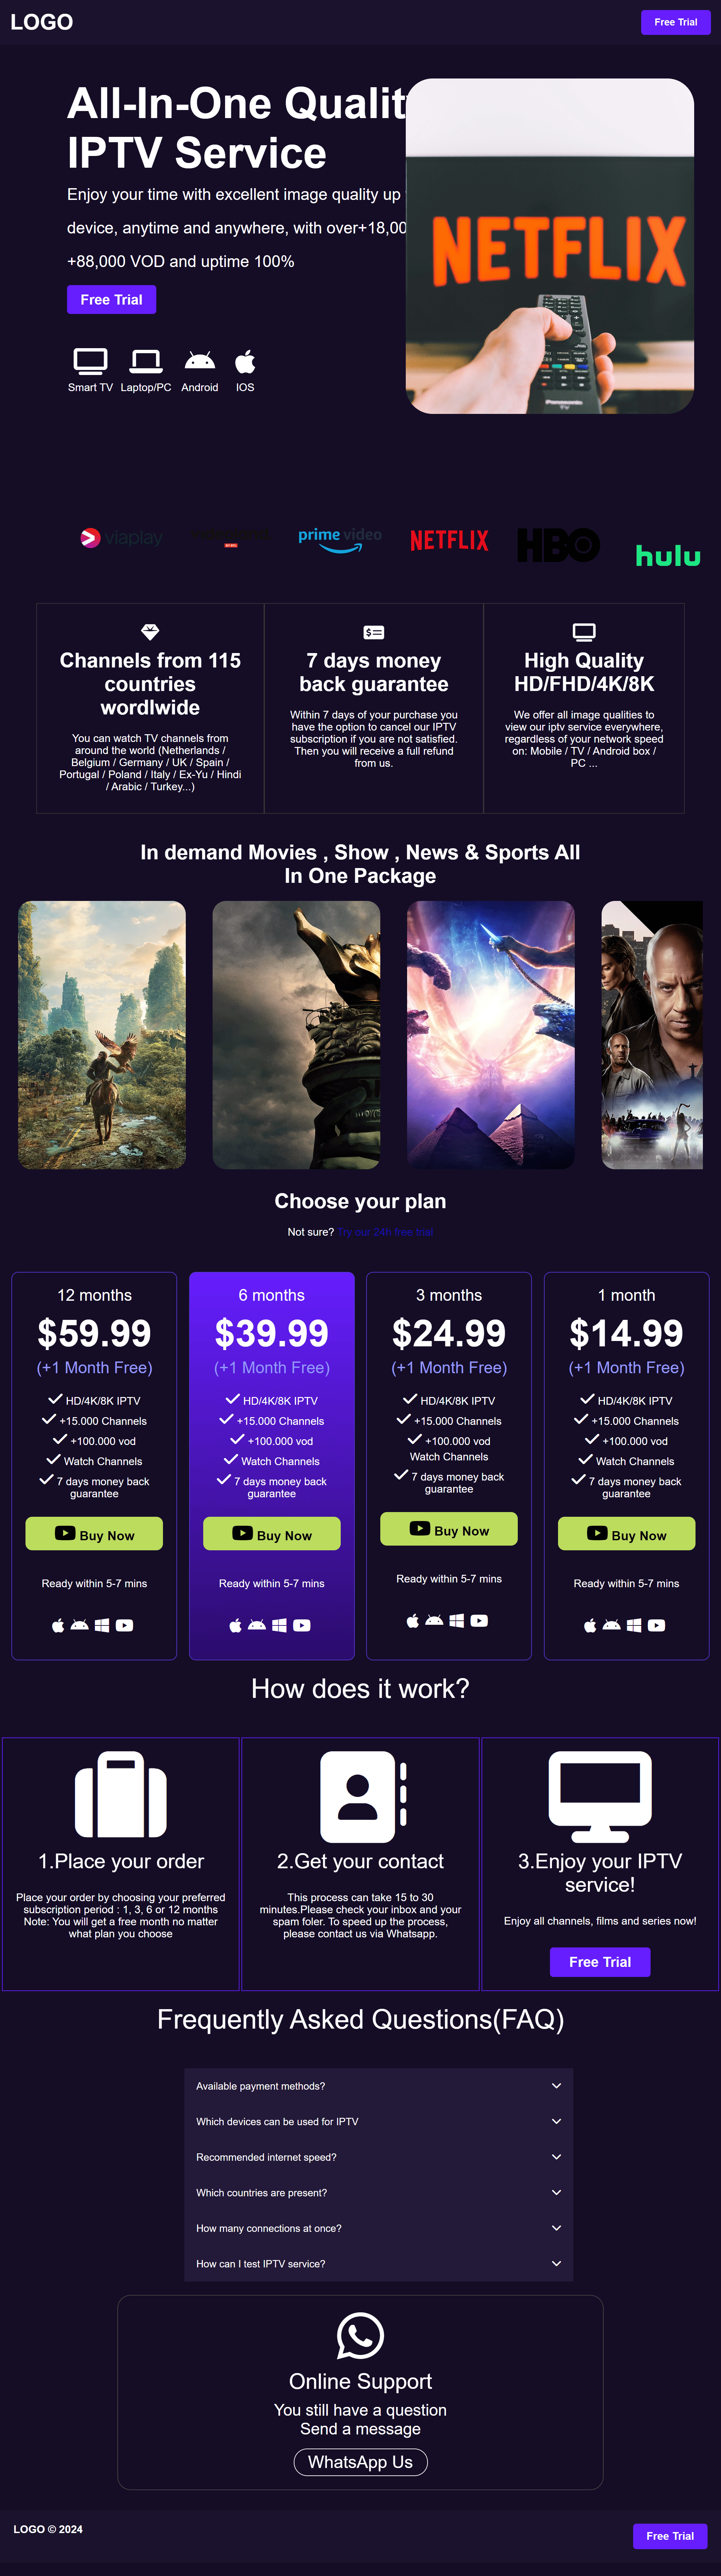 LOGO
Free Trial
All-In-One Qualit
IPTV Service
Enjoy your time with excellent image quality up
device, anytime and anywhere, with over+18,00
+88,000 VOD and uptime 100%
Free Trial
NETFLIX
Panasonic
TV
Smart TV
Laptop/PC
Android
IOS
viaplay
prime video
NETFLIX
HBO
hulu
Channels from 115
countries
wordlwide
You can watch TV channels from
around the world (Netherlands /
Belgium / Germany / UK / Spain /
Portugal / Poland / Italy / Ex-Yu / Hindi
/ Arabic / Turkey...)
7 days money
back guarantee
Within 7 days of your purchase you
have the option to cancel our IPTV
subscription if you are not satisfied.
Then you will receive a full refund
from us.
High Quality
HD/FHD/4K/8K
We offer all image qualities to
view our iptv service everywhere,
regardless of your network speed
on: Mobile / TV / Android box /
PC ...
In demand Movies , Show , News & Sports All
In One Package
Choose your plan
Not sure? Try our 24h free trial
12 months
$59.99
(+1 Month Free)
HD/4K/8K IPTV
+15.000 Channels
+100.000 vod
Watch Channels
7 days money back
guarantee
Buy Now
Ready within 5-7 mins
6 months
$39.99
(+1 Month Free)
HD/4K/8K IPTV
+15.000 Channels
+100.000 vod
Watch Channels
7 days money back
guarantee
Buy Now
Ready within 5-7 mins
3 months
$24.99
(+1 Month Free)
HD/4K/8K IPTV
+15.000 Channels
+100.000 vod
Watch Channels
7 days money back
guarantee
Buy Now
Ready within 5-7 mins
1 month
$14.99
(+1 Month Free)
HD/4K/8K IPTV
+15.000 Channels
+100.000 vod
Watch Channels
7 days money back
guarantee
Buy Now
Ready within 5-7 mins
How does it work?
1.Place your order
Place your order by choosing your preferred
subscription period : 1, 3, 6 or 12 months
Note: You will get a free month no matter
what plan you choose
2.Get your contact
This process can take 15 to 30
minutes.Please check your inbox and your
spam foler. To speed up the process,
please contact us via Whatsapp.
3.Enjoy your IPTV
service!
Enjoy all channels, films and series now!
Free Trial
Frequently Asked Questions(FAQ)
Available payment methods?
Which devices can be used for IPTV
Recommended internet speed?
Which countries are present?
How many connections at once?
How can I test IPTV service?
Online Support
You still have a question
Send a message
WhatsApp Us
LOGO © 2024
Free Trial